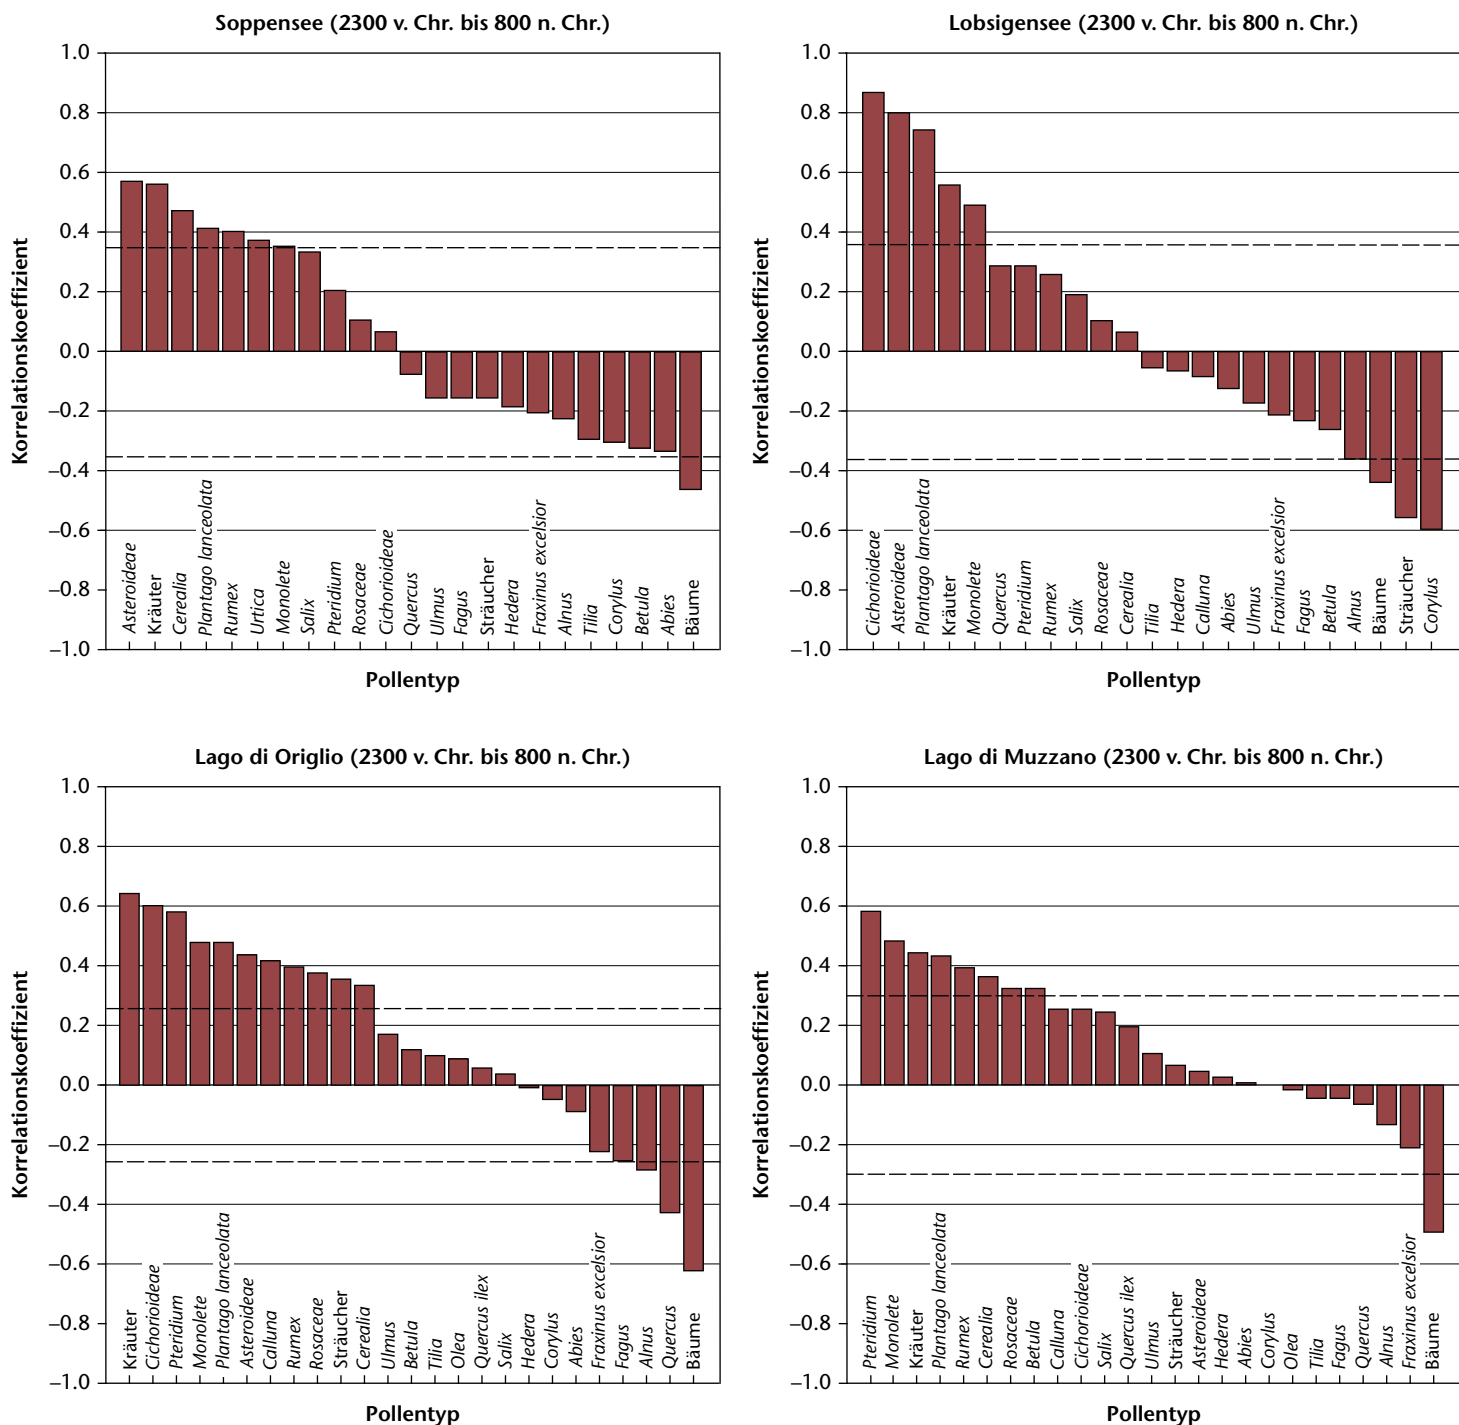 Soppensee (2300 v. Chr. bis 800 n. Chr.)
Korrelationskoeffizient
1.0
0.8
0.6
0.4
0.2
0.0
–0.2
–0.4
–0.6
–0.8
–1.0
Asteroideae
Kräuter
Cerealia
Plantago lanceolata
Rumex
Urtica
Monolete
Salix
Pteridium
Rosaceae
Cichorioideae
Quercus
Ulmus
Fagus
Sträucher
Hedera
Fraxinus excelsior
Alnus
Tilia
Corylus
Betula
Abies
Bäume
Pollentyp
Lobsigensee (2300 v. Chr. bis 800 n. Chr.)
Korrelationskoeffizient
1.0
0.8
0.6
0.4
0.2
0.0
–0.2
–0.4
–0.6
–0.8
–1.0
Cichorioideae
Asteroideae
Plantago lanceolata
Kräuter
Monolete
Quercus
Pteridium
Rumex
Salix
Rosaceae
Cerealia
Tilia
Hedera
Calluna
Abies
Ulmus
Fraxinus excelsior
Fagus
Betula
Alnus
Bäume
Sträucher
Corylus
Pollentyp
Lago di Origlio (2300 v. Chr. bis 800 n. Chr.)
Korrelationskoeffizient
1.0
0.8
0.6
0.4
0.2
0.0
–0.2
–0.4
–0.6
–0.8
–1.0
Kräuter
Cichorioideae
Pteridium
Monolete
Plantago lanceolata
Asteroideae
Calluna
Rumex
Rosaceae
Sträucher
Cerealia
Ulmus
Betula
Tilia
Olea
Quercus ilex
Salix
Hedera
Corylus
Abies
Fraxinus excelsior
Fagus
Alnus
Quercus
Bäume
Pollentyp
Lago di Muzzano (2300 v. Chr. bis 800 n. Chr.)
Korrelationskoeffizient
1.0
0.8
0.6
0.4
0.2
0.0
–0.2
–0.4
–0.6
–0.8
–1.0
Pteridium
Monolete
Kräuter
Plantago lanceolata
Rumex
Cerealia
Rosaceae
Betula
Calluna
Cichorioideae
Salix
Quercus ilex
Ulmus
Sträucher
Asteroideae
Hedera
Abies
Corylus
Olea
Tilia
Fagus
Quercus
Alnus
Fraxinus excelsior
Bäume
Pollentyp